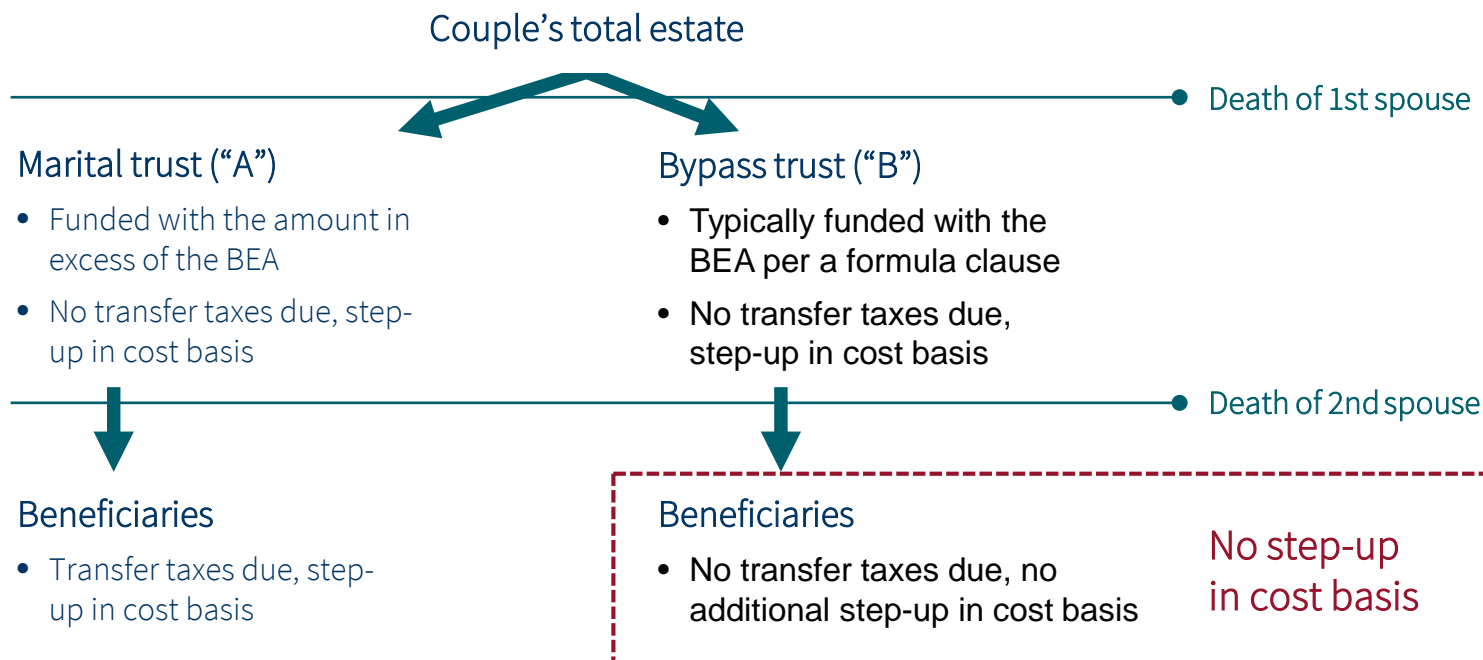 Couple’s total estate
Death of 1st spouse
Marital trust (“A”)
• Funded with the amount in
excess of the BEA
• No transfer taxes due, step-
up in cost basis
Bypass trust (“B”)
• Typically funded with the
BEA per a formula clause
• No transfer taxes due,
step-up in cost basis
Death of 2nd spouse
Beneficiaries
• Transfer taxes due, step-
up in cost basis
Beneficiaries
• No transfer taxes due, no
additional step-up in cost basis
No step-up
in cost basis